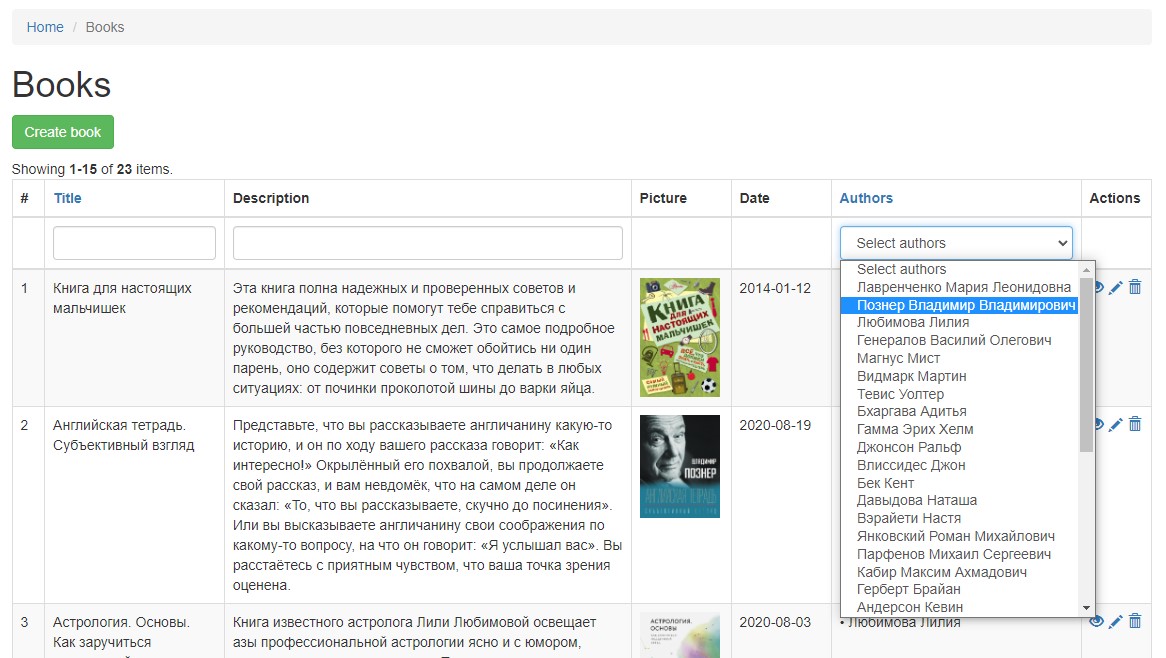 Home / Books
Books
Create book
Showing 1-15 of 23 items.
# Title Description Picture Date Authors Actions
Select authors
Select authors
Лавренченко Мария Леонидовна
Познер Владимир Владимирович
Любимова Лилия
Генералов Василий Олегович
Магнус Мист
Видмарк Мартин
Тевис Уолтер
Бхаргава Адитья
Гамма Эрих Хелм
Джонсон Ральф
Влиссидес Джон
Бек Кент
Давыдова Наташа
Вэрайети Настя
Янковский Роман Михайлович
Парфенов Михаил Сергеевич
Кабир Максим Ахмадович
Герберт Брайан
Андерсон Кевин
1
Книга для настоящих
мальчишек
Эта книга полна надежных и проверенных советов и
рекомендаций, которые помогут тебе справиться с
большей частью повседневных дел. Это самое подробное
руководство, без которого не сможет обойтись ни один
парень, оно содержит советы о том, что делать в любых
ситуациях: от починки проколотой шины до варки яйца.
КНИГА
ДЛЯ
НАСТОЯЩИХ
МАЛЬЧИШЕК
2014-01-12
2
Английская тетрадь.
Субъективный взгляд
Представьте, что вы рассказываете англичанину какую-то
историю, и он по ходу вашего рассказа говорит: «Как
интересно!» Окрылённый его похвалой, вы продолжаете
свой рассказ, и вам невдомёк, что на самом деле он
сказал: «То, что вы рассказываете, скучно до посинения».
Или вы высказываете англичанину свои соображения по
какому-то вопросу, на что он говорит: «Я услышал вас». Вы
расстаётесь с приятным чувством, что ваша точка зрения
оценена.
ВЛАДИМИР
ПОЗНЕР
АНГЛИЙСКАЯ ТЕТРАДЬ
2020-08-19
3
Астрология. Основы.
Как заручиться
Книга известного астролога Лили Любимовой освещает
азы профессиональной астрологии ясно и с юмором,
АСТРОЛОГИЯ.
ОСНОВЫ
2020-08-03
• Любимова Лилия